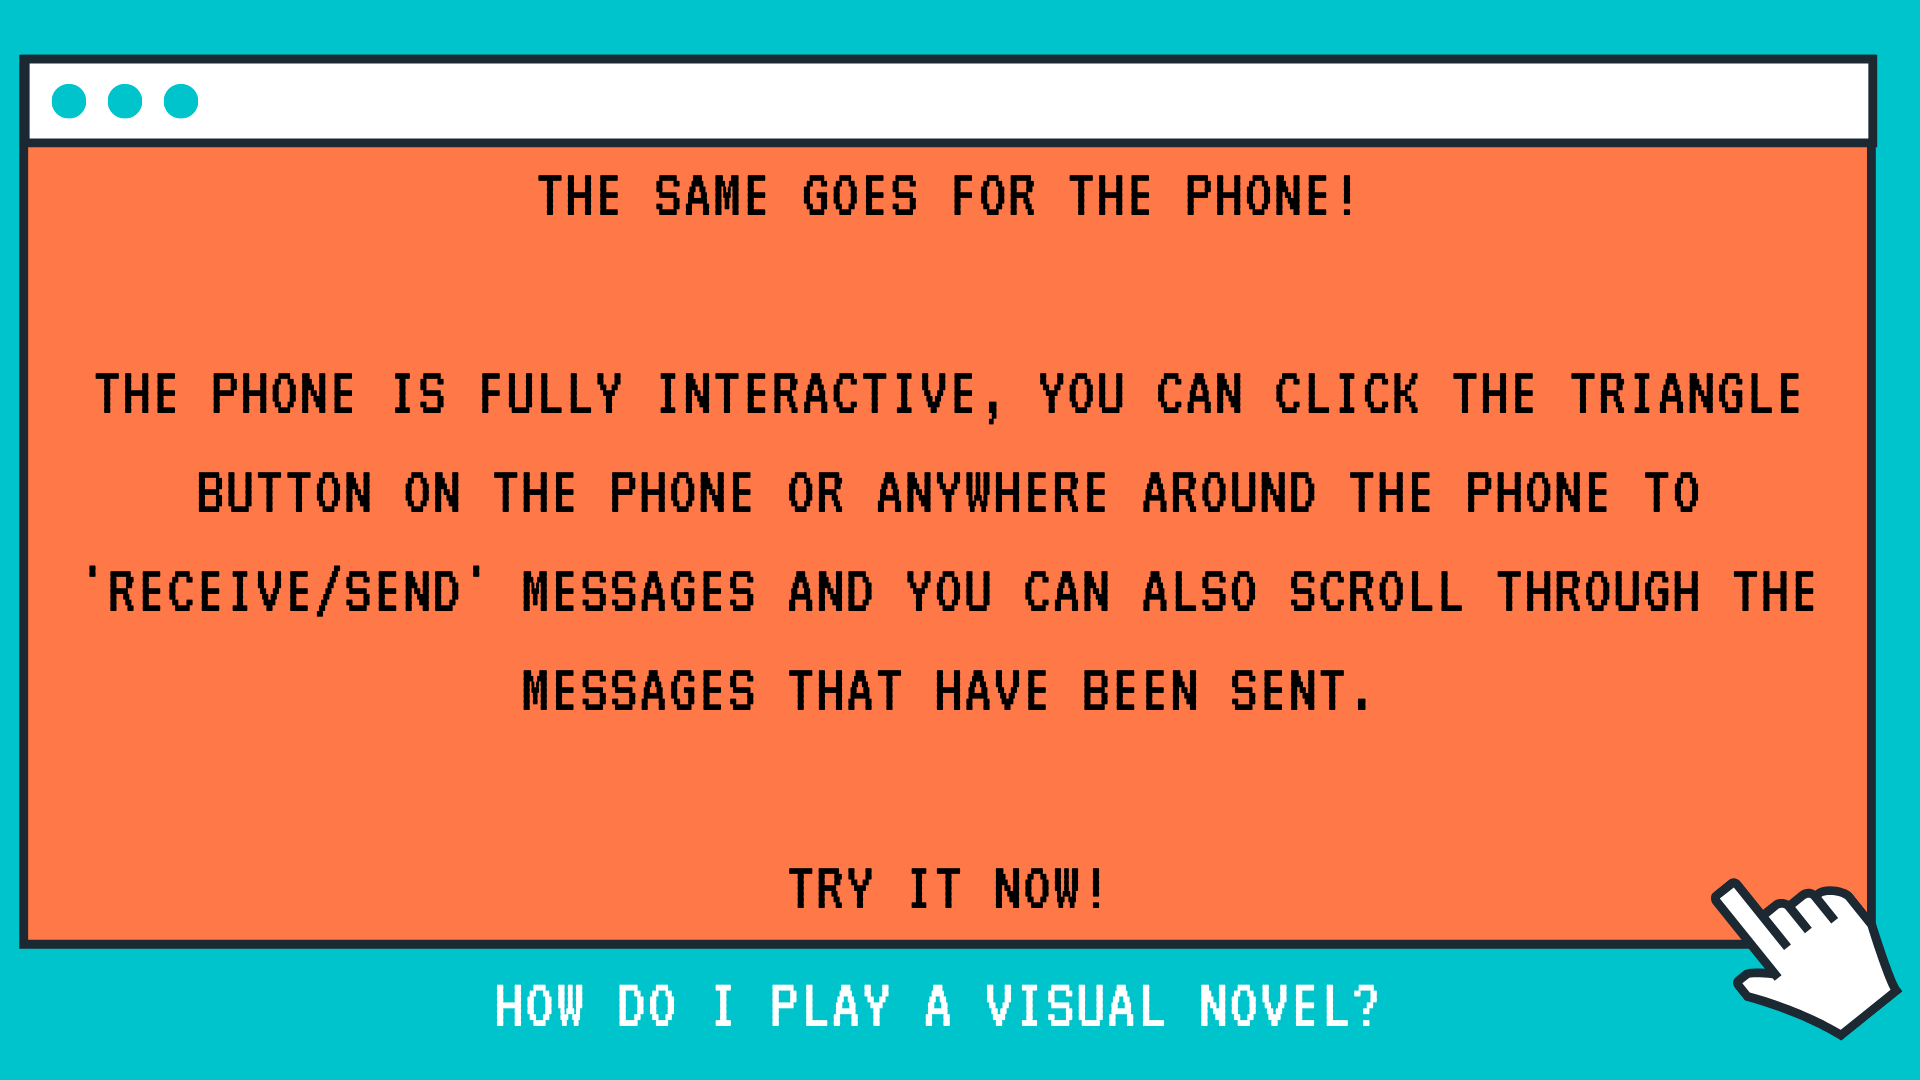 THE SAME GOES FOR THE PHONE!
THE PHONE IS FULLY INTERACTIVE, YOU CAN CLICK THE TRIANGLE
BUTTON ON THE PHONE OR ANYWHERE AROUND THE PHONE TO
'RECEIVE/SEND' MESSAGES AND YOU CAN ALSO SCROLL THROUGH THE
MESSAGES THAT HAVE BEEN SENT.
TRY IT NOW!
HOW DO I PLAY A VISUAL NOVEL?